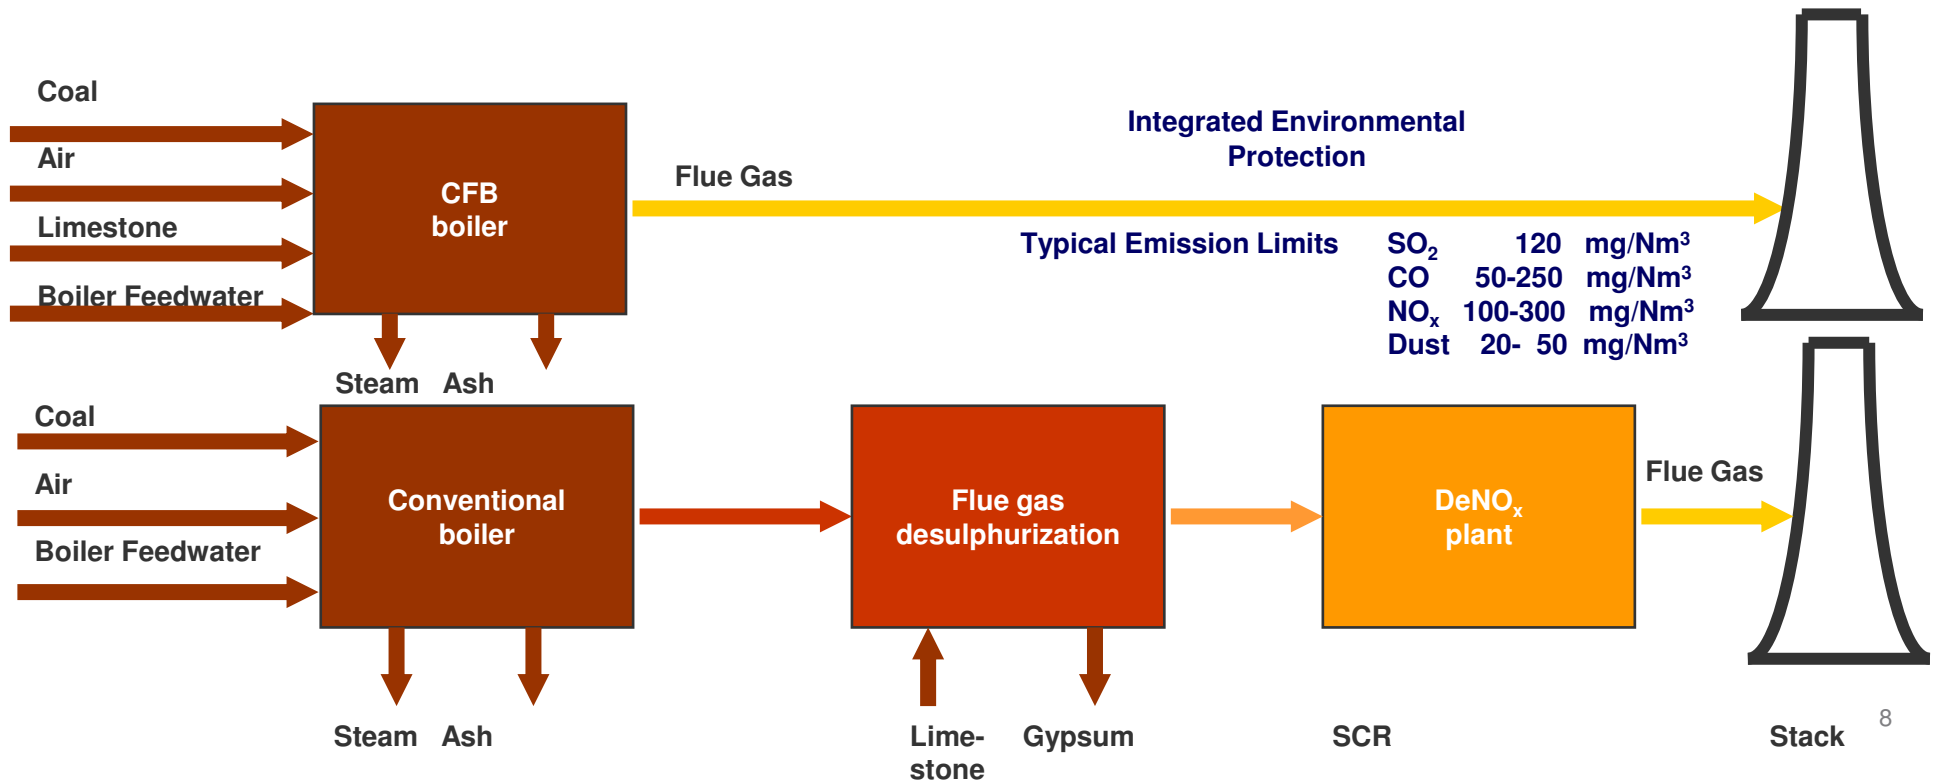 Coal
Air
Limestone
Boiler Feedwater
CFB
boiler
Steam Ash
Flue Gas
Integrated Environmental
Protection
Typical Emission Limits SO₂ 120 mg/Nm³
CO 50-250 mg/Nm³
NOₓ 100-300 mg/Nm³
Dust 20- 50 mg/Nm³
Coal
Air
Boiler Feedwater
Conventional
boiler
Steam Ash
Flue gas
desulphurization
Lime-
stone
Gypsum
DeNOₓ
plant
SCR
Flue Gas
Stack
8